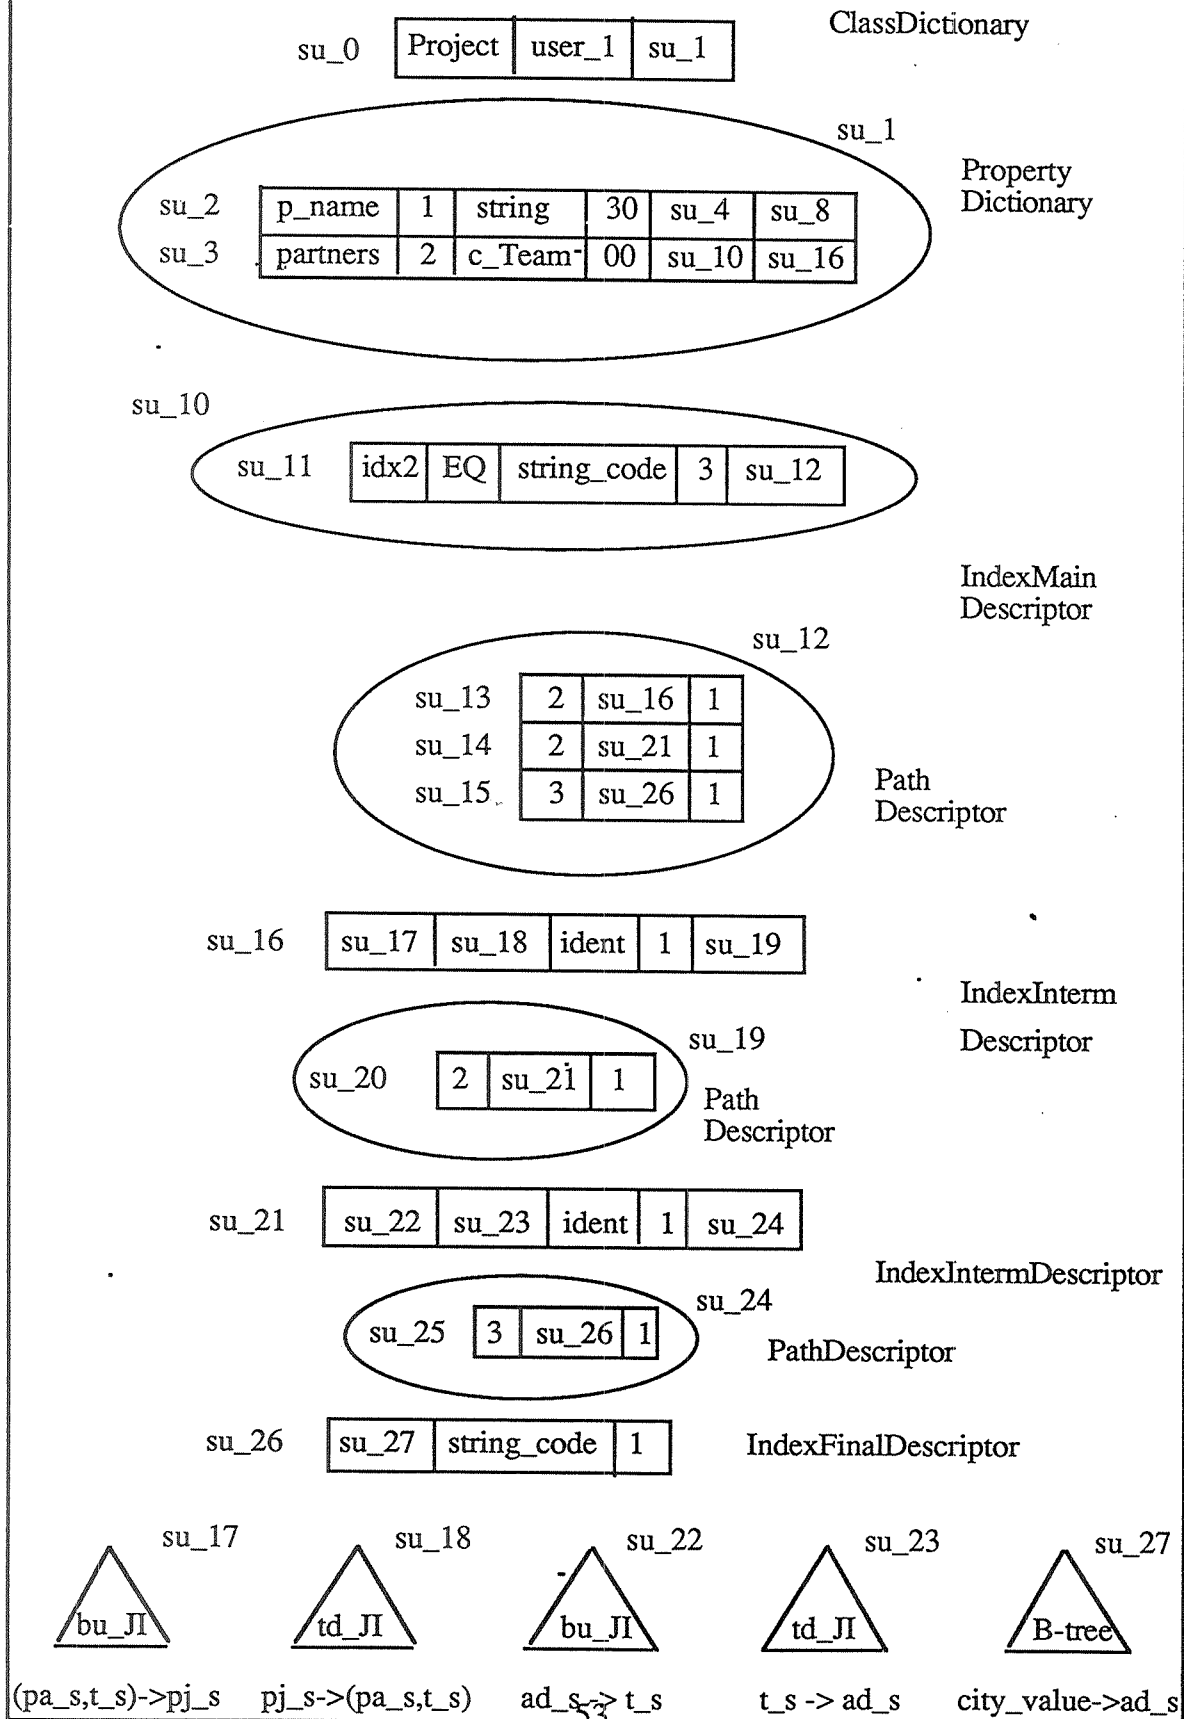 ClassDictionary
su_0 Project user_1 su_1
su_1
Property
Dictionary
su_2 p_name 1 string 30 su_4 su_8
su_3 partners 2 c_Team 00 su_10 su_16
su_10
su_11 idx2 EQ string_code 3 su_12
IndexMain
Descriptor
su_12
su_13 2 su_16 1
su_14 2 su_21 1
su_15 3 su_26 1
Path
Descriptor
su_16 su_17 su_18 ident 1 su_19
IndexInterm
Descriptor
su_19
su_20 2 su_21 1
Path
Descriptor
su_21 su_22 su_23 ident 1 su_24
IndexIntermDescriptor
su_24
su_25 3 su_26 1
PathDescriptor
su_26 su_27 string_code 1 IndexFinalDescriptor
su_17 su_18 su_22 su_23 su_27
bu_JI td_JI bu_JI td_JI B-tree
(pa_s,t_s)->pj_s pj_s->(pa_s,t_s) ad_s-> t_s t_s -> ad_s city_value->ad_s
53